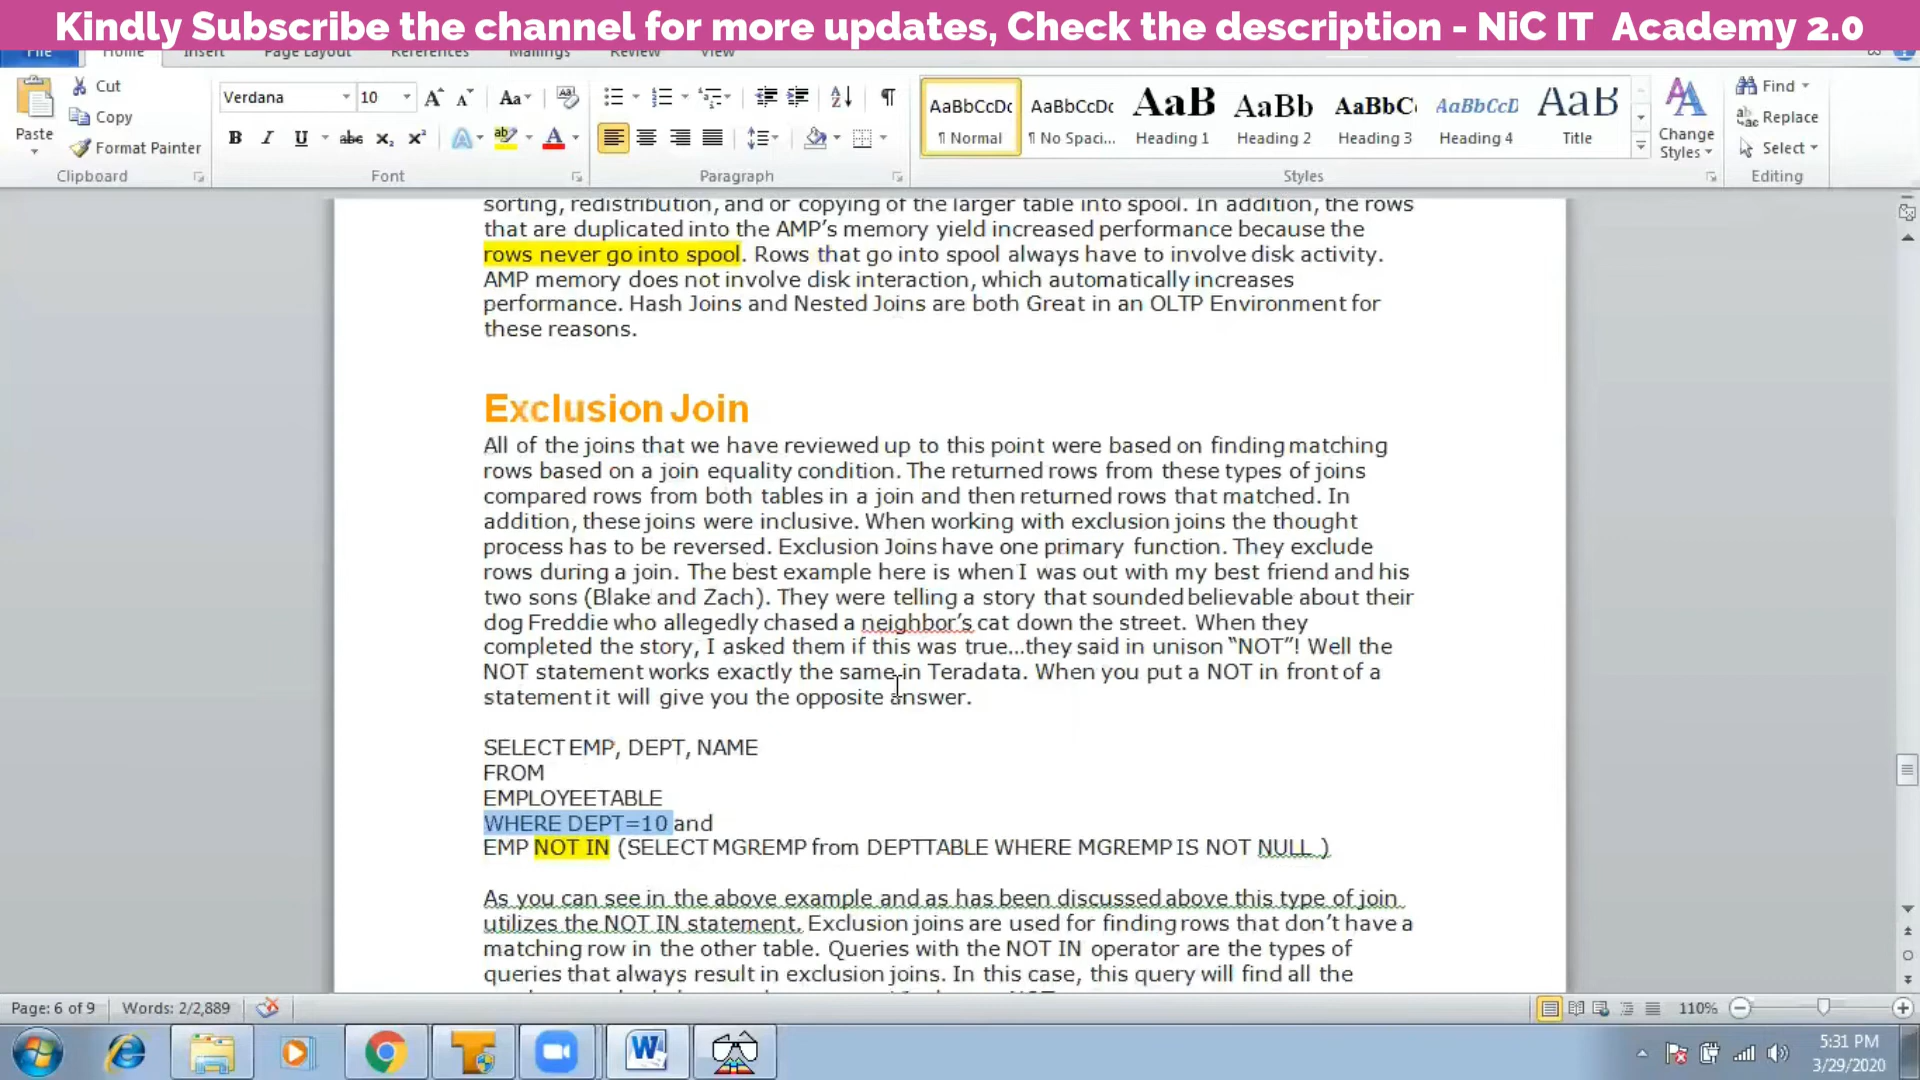 Kindly Subscribe the channel for more updates, Check the description - NiC IT Academy 2.0
File Home Insert Page Layout References Mailings Review View
Cut
Copy
Format Painter
Paste
Clipboard
Verdana 10
Font
Paragraph
AaBbCcDc AaBbCcDc AaB AaBb AaBbC AaBbCcD AaB
¶ Normal ¶ No Spaci... Heading 1 Heading 2 Heading 3 Heading 4 Title
Change Styles
Styles
Find
Replace
Select
Editing
sorting, redistribution, and or copying of the larger table into spool. In addition, the rows
that are duplicated into the AMP’s memory yield increased performance because the
rows never go into spool. Rows that go into spool always have to involve disk activity.
AMP memory does not involve disk interaction, which automatically increases
performance. Hash Joins and Nested Joins are both Great in an OLTP Environment for
these reasons.
Exclusion Join
All of the joins that we have reviewed up to this point were based on finding matching
rows based on a join equality condition. The returned rows from these types of joins
compared rows from both tables in a join and then returned rows that matched. In
addition, these joins were inclusive. When working with exclusion joins the thought
process has to be reversed. Exclusion Joins have one primary function. They exclude
rows during a join. The best example here is when I was out with my best friend and his
two sons (Blake and Zach). They were telling a story that sounded believable about their
dog Freddie who allegedly chased a neighbor’s cat down the street. When they
completed the story, I asked them if this was true...they said in unison “NOT”! Well the
NOT statement works exactly the same in Teradata. When you put a NOT in front of a
statement it will give you the opposite answer.
SELECT EMP, DEPT, NAME
FROM
EMPLOYEETABLE
WHERE DEPT=10 and
EMP NOT IN (SELECT MGREMP from DEPTTABLE WHERE MGREMP IS NOT NULL )
As you can see in the above example and as has been discussed above this type of join
utilizes the NOT IN statement. Exclusion joins are used for finding rows that don’t have a
matching row in the other table. Queries with the NOT IN operator are the types of
queries that always result in exclusion joins. In this case, this query will find all the
Page: 6 of 9 Words: 2/2,889
110%
5:31 PM
3/29/2020